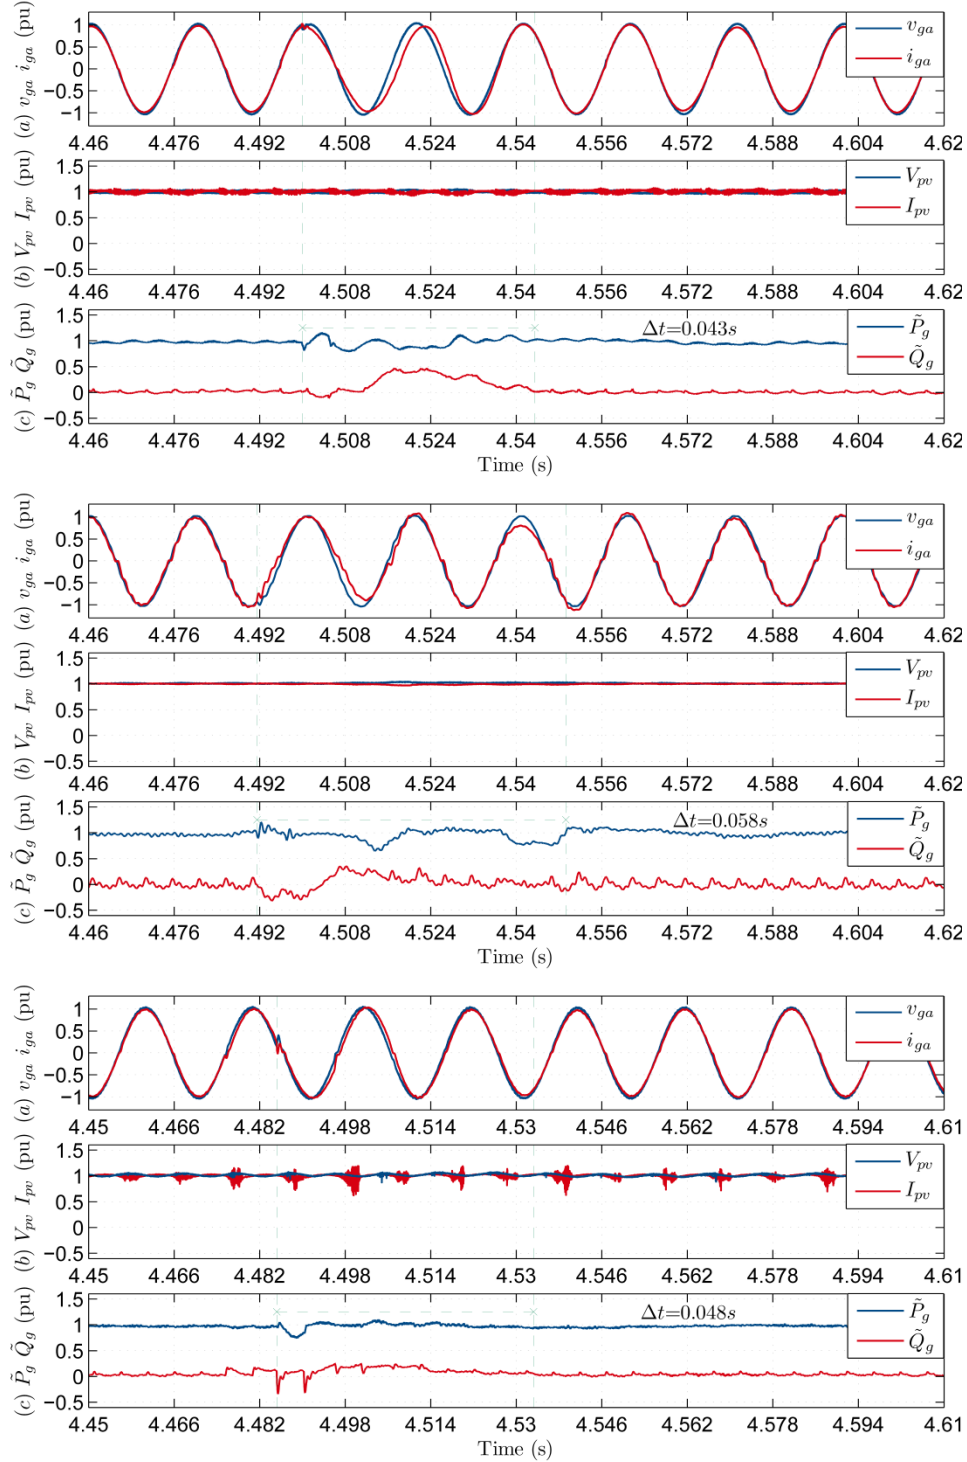 (a) v_ga i_ga (pu)
1
0.5
0
−0.5
−1
v_ga
i_ga
4.46 4.476 4.492 4.508 4.524 4.54 4.556 4.572 4.588 4.604 4.62
(b) V_pv I_pv (pu)
1.5
1
0.5
0
−0.5
V_pv
I_pv
4.46 4.476 4.492 4.508 4.524 4.54 4.556 4.572 4.588 4.604 4.62
(c) P̃_g Q̃_g (pu)
1.5
1
0.5
0
−0.5
Δt=0.043s
P̃_g
Q̃_g
4.46 4.476 4.492 4.508 4.524 4.54 4.556 4.572 4.588 4.604 4.62
Time (s)
(a) v_ga i_ga (pu)
1
0.5
0
−0.5
−1
v_ga
i_ga
4.46 4.476 4.492 4.508 4.524 4.54 4.556 4.572 4.588 4.604 4.62
(b) V_pv I_pv (pu)
1.5
1
0.5
0
−0.5
V_pv
I_pv
4.46 4.476 4.492 4.508 4.524 4.54 4.556 4.572 4.588 4.604 4.62
(c) P̃_g Q̃_g (pu)
1.5
1
0.5
0
−0.5
Δt=0.058s
P̃_g
Q̃_g
4.46 4.476 4.492 4.508 4.524 4.54 4.556 4.572 4.588 4.604 4.62
Time (s)
(a) v_ga i_ga (pu)
1
0.5
0
−0.5
−1
v_ga
i_ga
4.45 4.466 4.482 4.498 4.514 4.53 4.546 4.562 4.578 4.594 4.61
(b) V_pv I_pv (pu)
1.5
1
0.5
0
−0.5
V_pv
I_pv
4.45 4.466 4.482 4.498 4.514 4.53 4.546 4.562 4.578 4.594 4.61
(c) P̃_g Q̃_g (pu)
1.5
1
0.5
0
−0.5
Δt=0.048s
P̃_g
Q̃_g
4.45 4.466 4.482 4.498 4.514 4.53 4.546 4.562 4.578 4.594 4.61
Time (s)